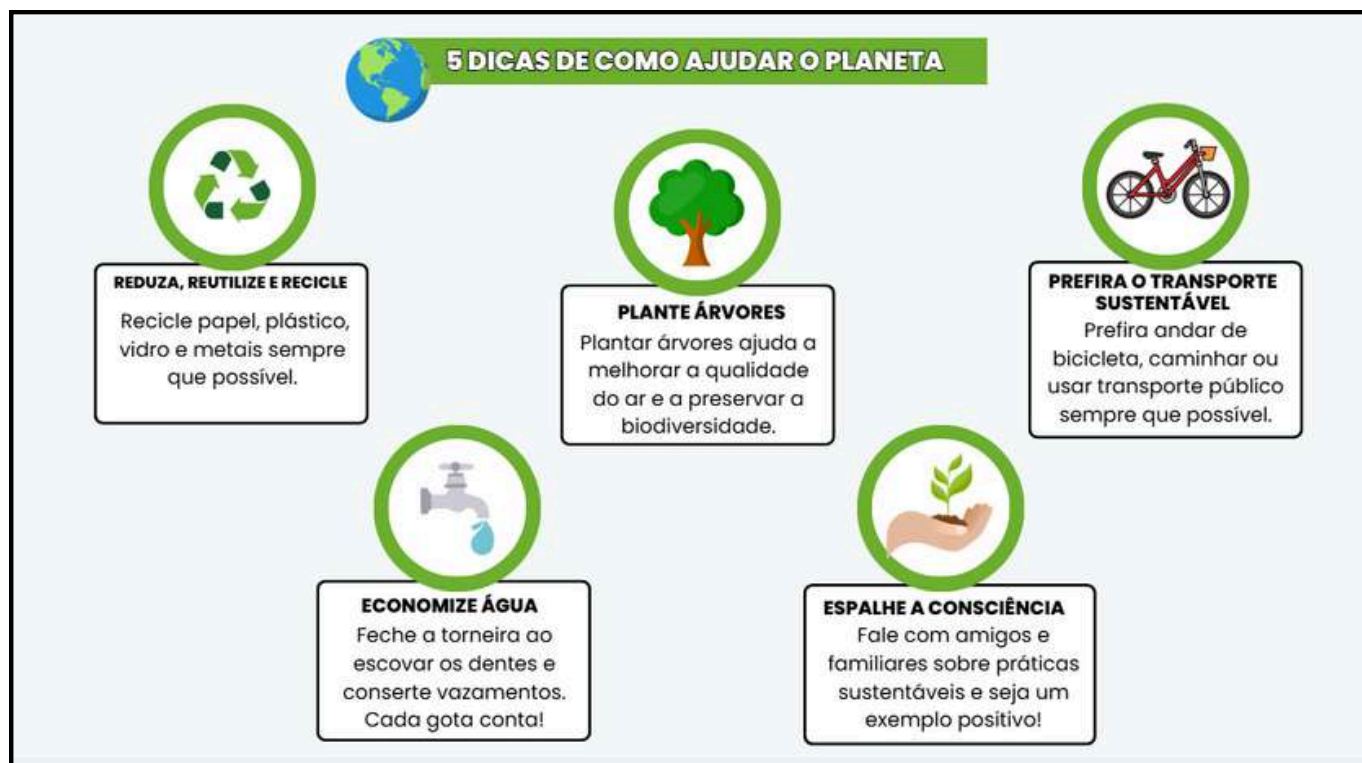 5 DICAS DE COMO AJUDAR O PLANETA
REDUZA, REUTILIZE E RECICLE
Recicle papel, plástico,
vidro e metais sempre
que possível.
PLANTE ÁRVORES
Plantar árvores ajuda a
melhorar a qualidade
do ar e a preservar a
biodiversidade.
PREFIRA O TRANSPORTE
SUSTENTÁVEL
Prefira andar de
bicicleta, caminhar ou
usar transporte público
sempre que possível.
ECONOMIZE ÁGUA
Feche a torneira ao
escovar os dentes e
conserte vazamentos.
Cada gota conta!
ESPALHE A CONSCIÊNCIA
Fale com amigos e
familiares sobre práticas
sustentáveis e seja um
exemplo positivo!